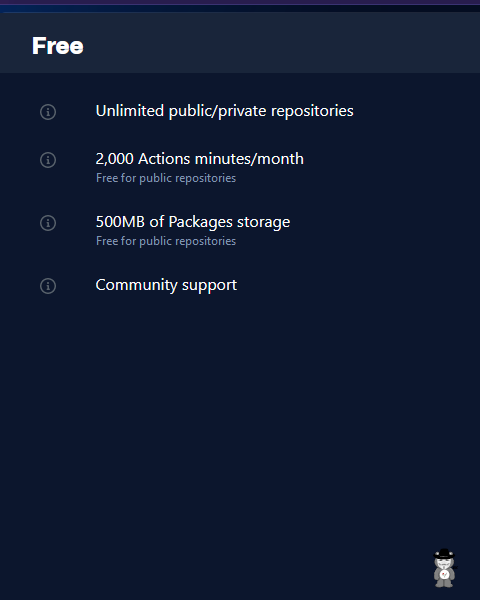 Free
Unlimited public/private repositories
2,000 Actions minutes/month
Free for public repositories
500MB of Packages storage
Free for public repositories
Community support